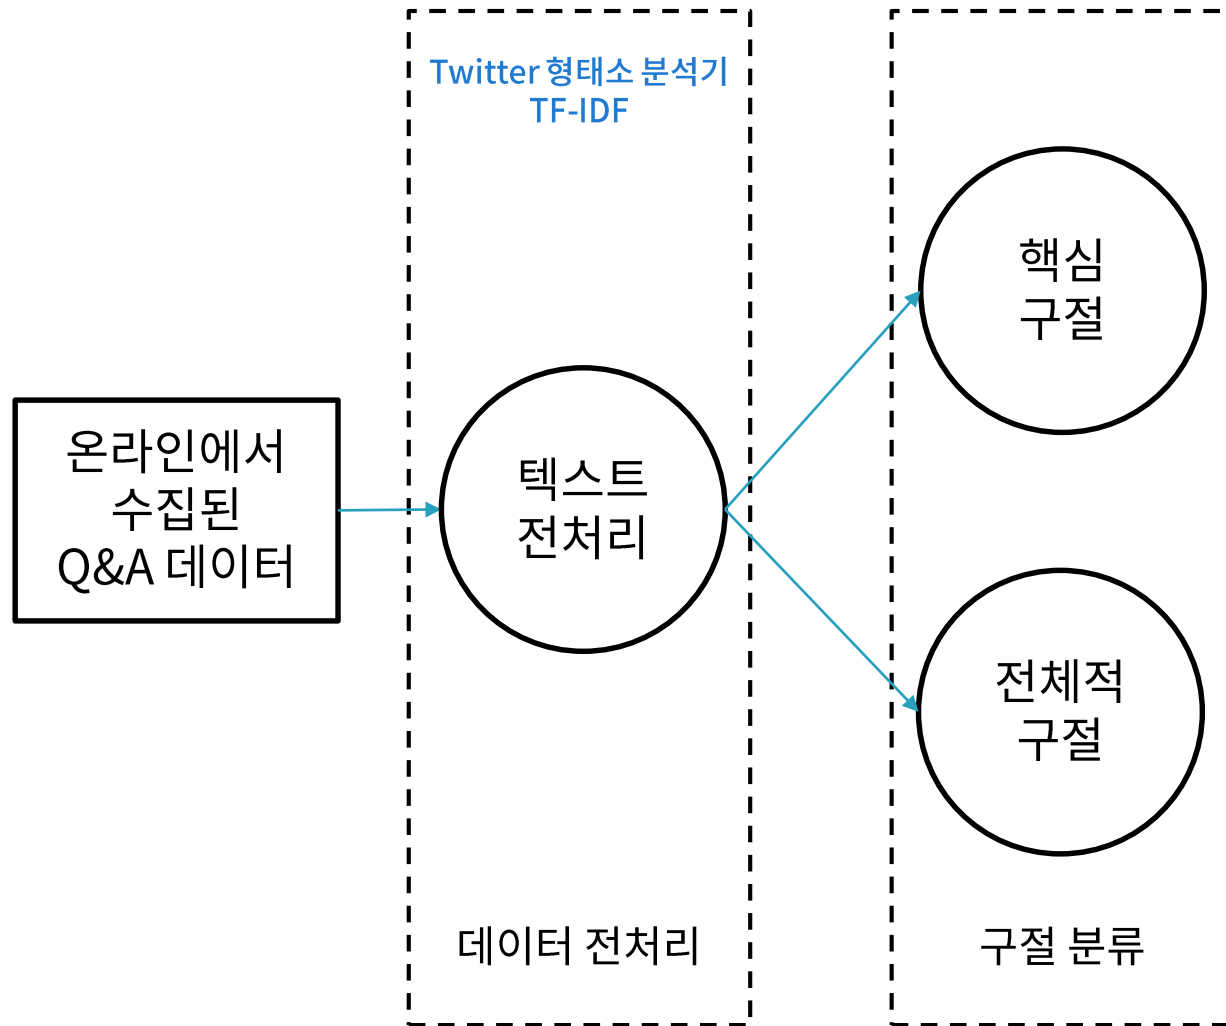 Twitter 형태소 분석기
TF-IDF
온라인에서
수집된
Q&A 데이터
텍스트
전처리
핵심
구절
전체적
구절
데이터 전처리
구절 분류